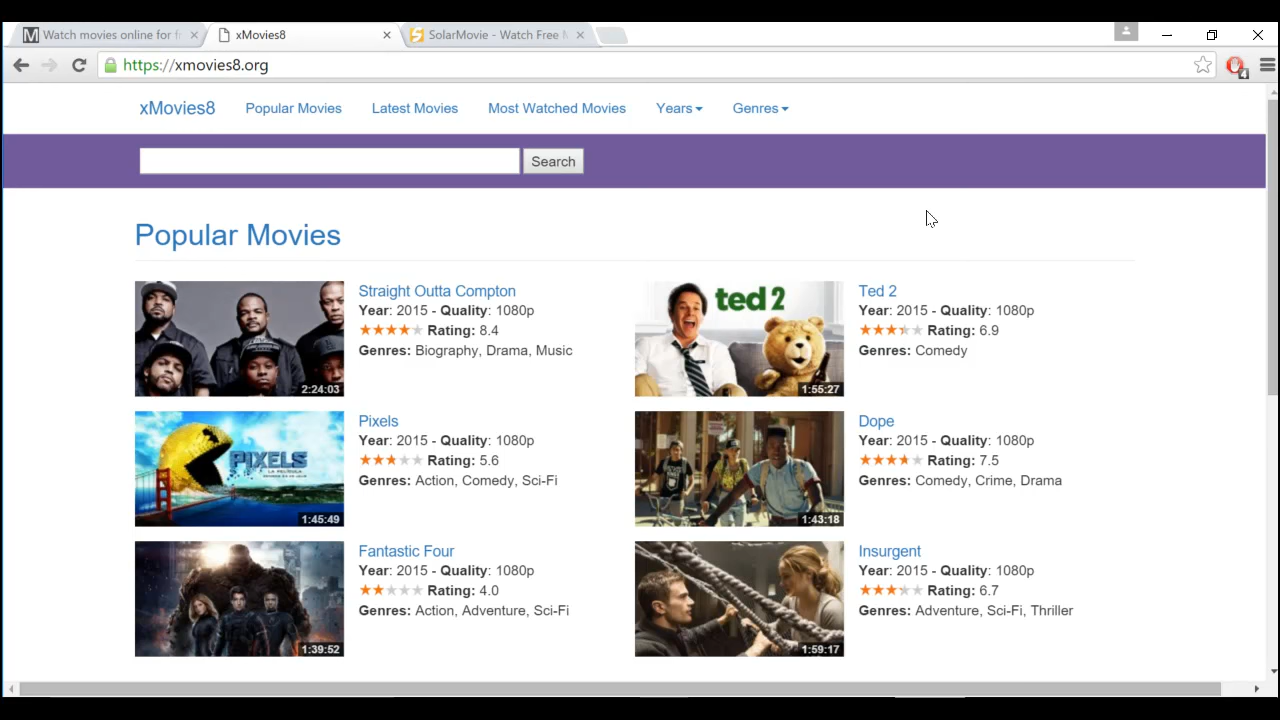 Watch movies online for fr
xMovies8
SolarMovie - Watch Free M
https://xmovies8.org
4
xMovies8 Popular Movies Latest Movies Most Watched Movies Years Genres
Search
Popular Movies
Straight Outta Compton
Year: 2015 - Quality: 1080p
Rating: 8.4
Genres: Biography, Drama, Music
2:24:03
ted 2
Ted 2
Year: 2015 - Quality: 1080p
Rating: 6.9
Genres: Comedy
1:55:27
PIXELS
LA PELÍCULA
Pixels
Year: 2015 - Quality: 1080p
Rating: 5.6
Genres: Action, Comedy, Sci-Fi
1:45:49
Dope
Year: 2015 - Quality: 1080p
Rating: 7.5
Genres: Comedy, Crime, Drama
1:43:18
Fantastic Four
Year: 2015 - Quality: 1080p
Rating: 4.0
Genres: Action, Adventure, Sci-Fi
1:39:52
Insurgent
Year: 2015 - Quality: 1080p
Rating: 6.7
Genres: Adventure, Sci-Fi, Thriller
1:59:17